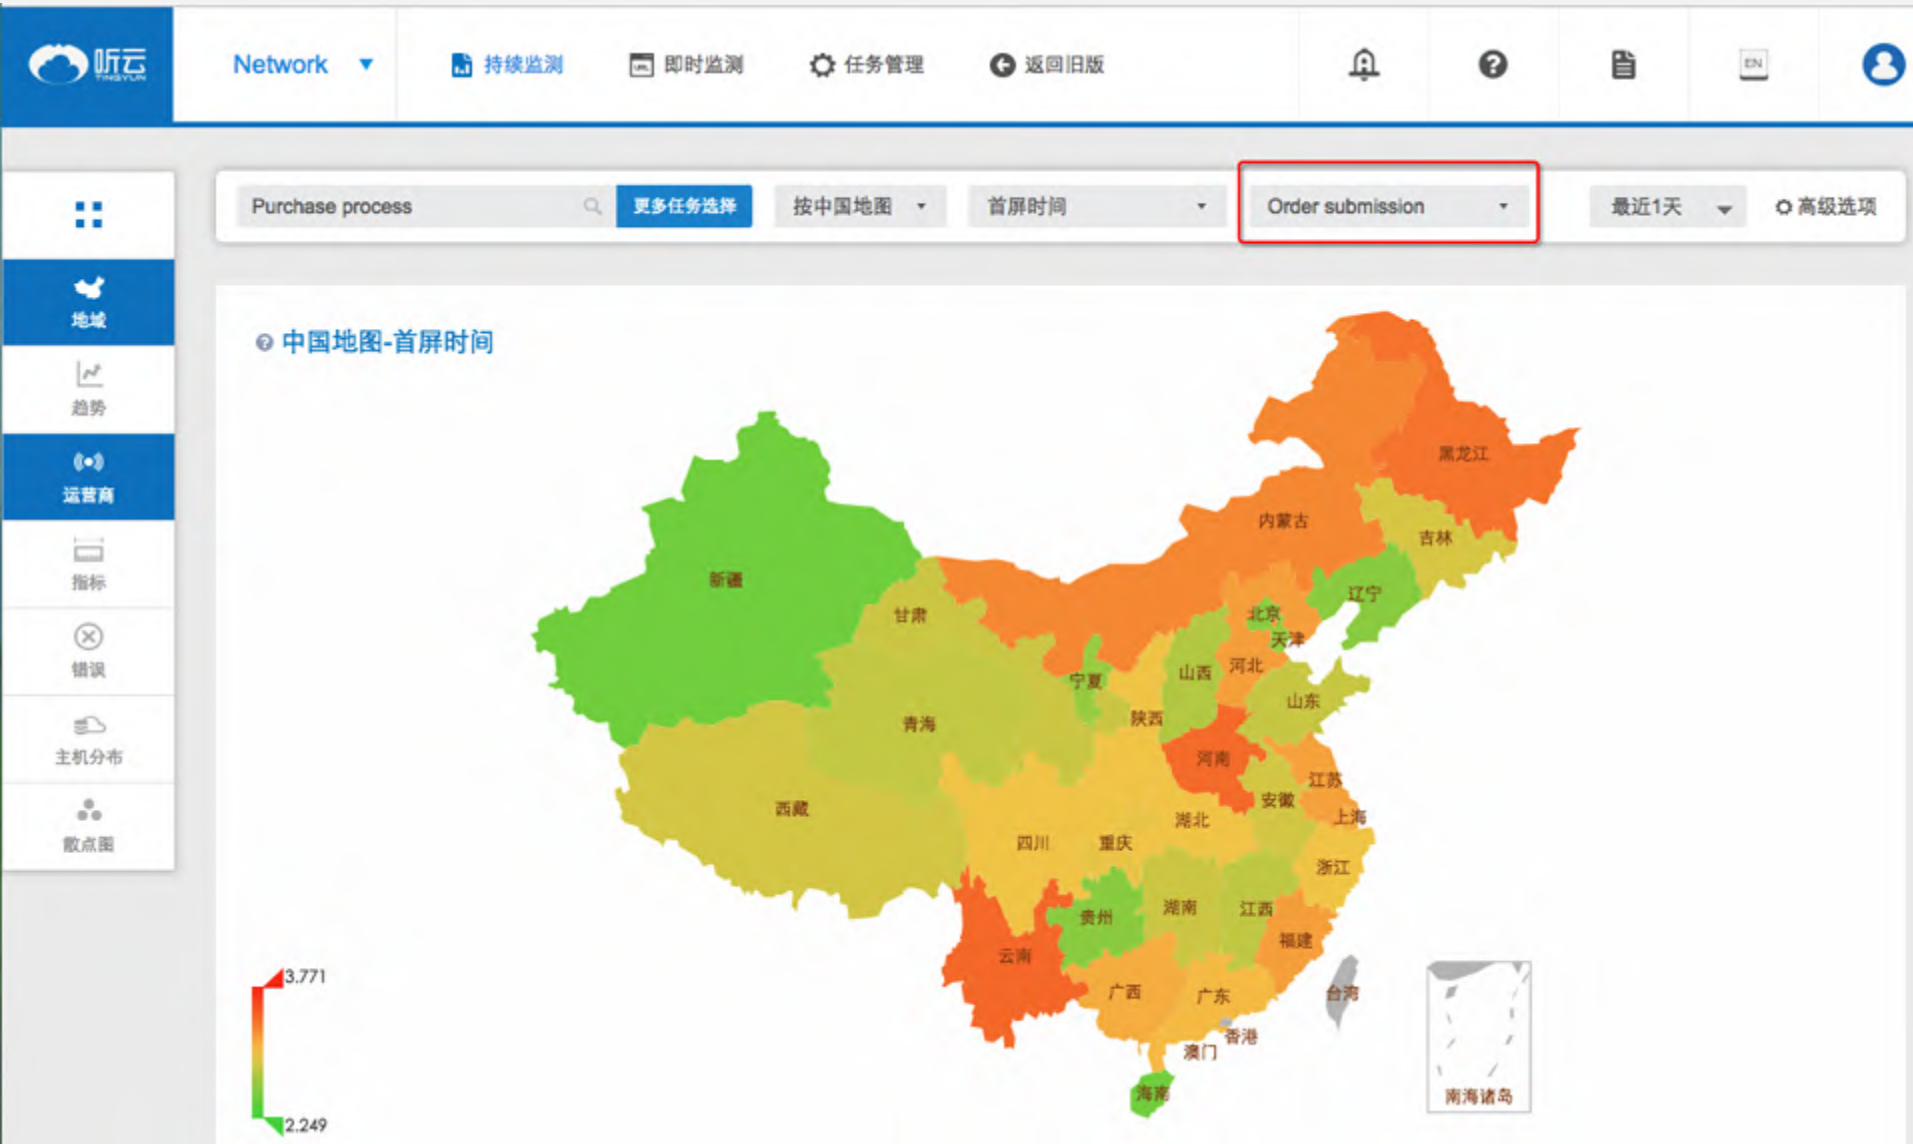 听云
TINGYUN
Network
持续监测
即时监测
任务管理
返回旧版
EN
Purchase process
更多任务选择
按中国地图
首屏时间
Order submission
最近1天
高级选项
地域
趋势
运营商
指标
错误
主机分布
散点图
中国地图-首屏时间
黑龙江
内蒙古
吉林
新疆
辽宁
甘肃
北京
天津
河北
山西
宁夏
山东
陕西
青海
河南
江苏
安徽
西藏
上海
湖北
四川
重庆
浙江
湖南
江西
贵州
福建
云南
广西
广东
台湾
香港
澳门
海南
南海诸岛
3.771
2.249